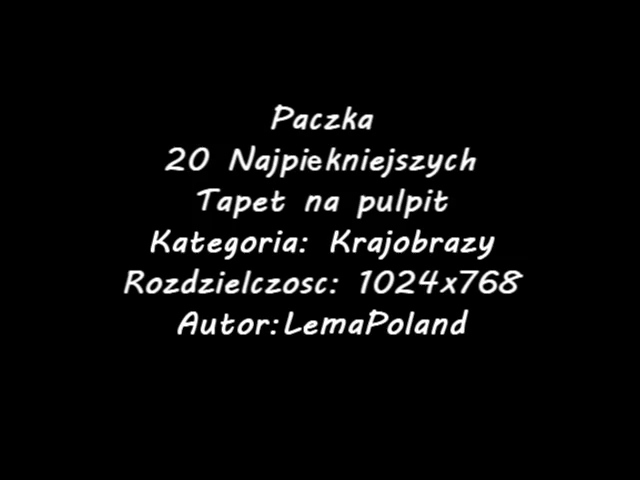 Paczka
20 Najpiekniejszych
Tapet na pulpit
Kategoria: Krajobrazy
Rozdzielczosc: 1024x768
Autor:LemaPoland